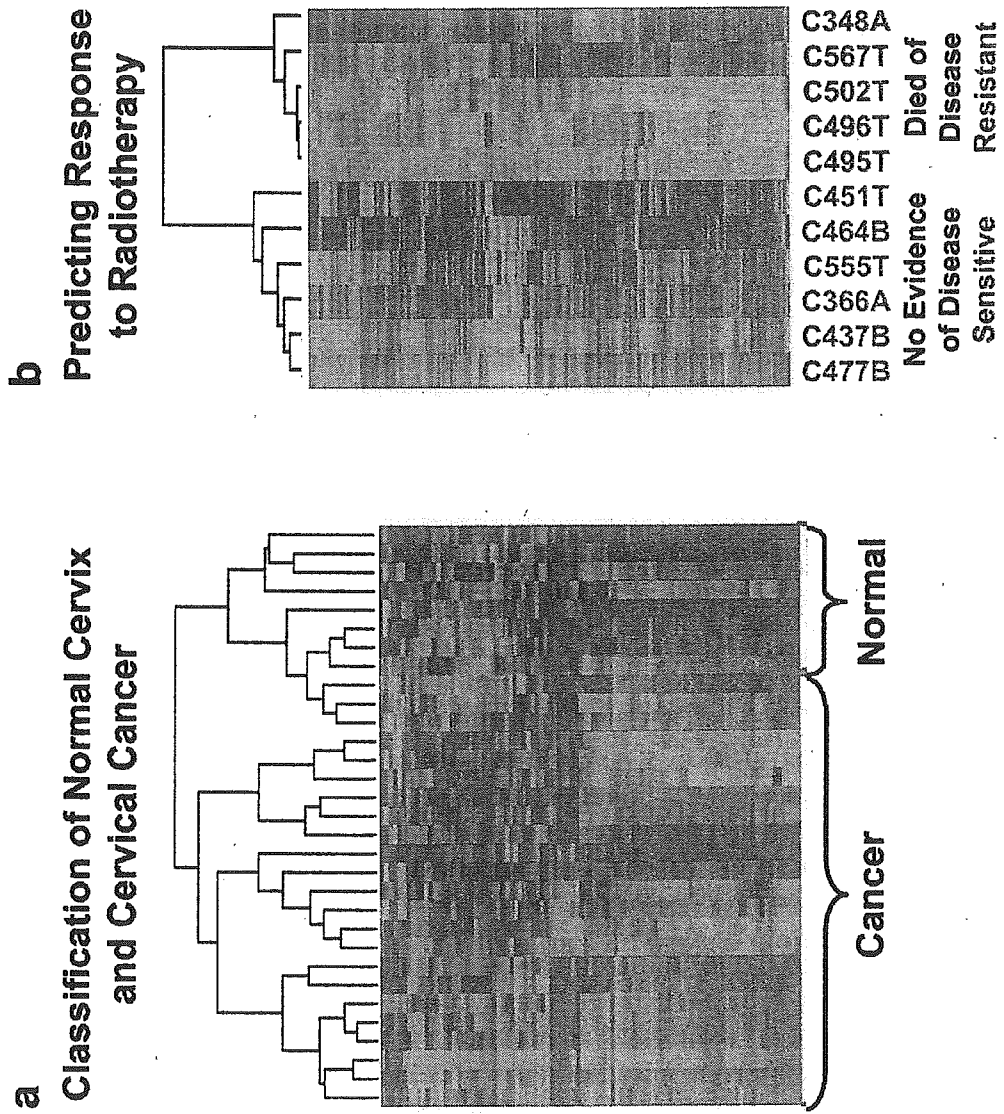 a
Classification of Normal Cervix
and Cervical Cancer
Cancer
Normal
b
Predicting Response
to Radiotherapy
C477B
C437B
C366A
C555T
C464B
C451T
C495T
C496T
C502T
C567T
C348A
No Evidence
of Disease
Sensitive
Died of
Disease
Resistant